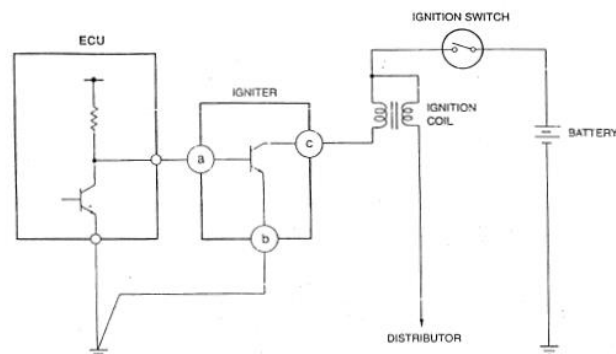 IGNITION SWITCH
ECU
IGNITER
IGNITION
COIL
BATTERY
a
c
b
DISTRIBUTOR